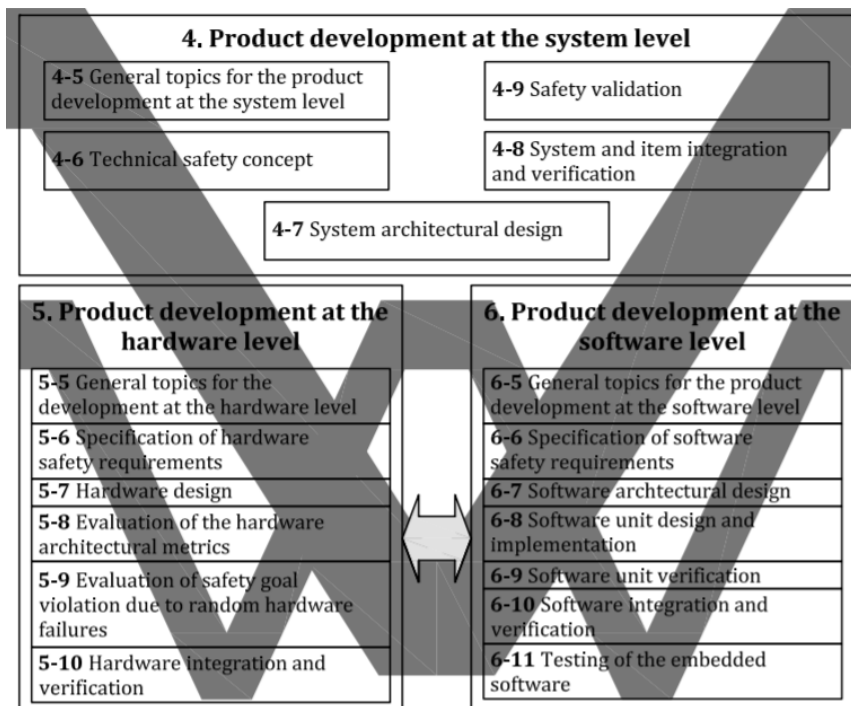 4. Product development at the system level
4-5 General topics for the product
development at the system level
4-9 Safety validation
4-6 Technical safety concept
4-8 System and item integration
and verification
4-7 System architectural design
5. Product development at the
hardware level
5-5 General topics for the
development at the hardware level
5-6 Specification of hardware
safety requirements
5-7 Hardware design
5-8 Evaluation of the hardware
architectural metrics
5-9 Evaluation of safety goal
violation due to random hardware
failures
5-10 Hardware integration and
verification
6. Product development at the
software level
6-5 General topics for the product
development at the software level
6-6 Specification of software
safety requirements
6-7 Software archtectural design
6-8 Software unit design and
implementation
6-9 Software unit verification
6-10 Software integration and
verification
6-11 Testing of the embedded
software